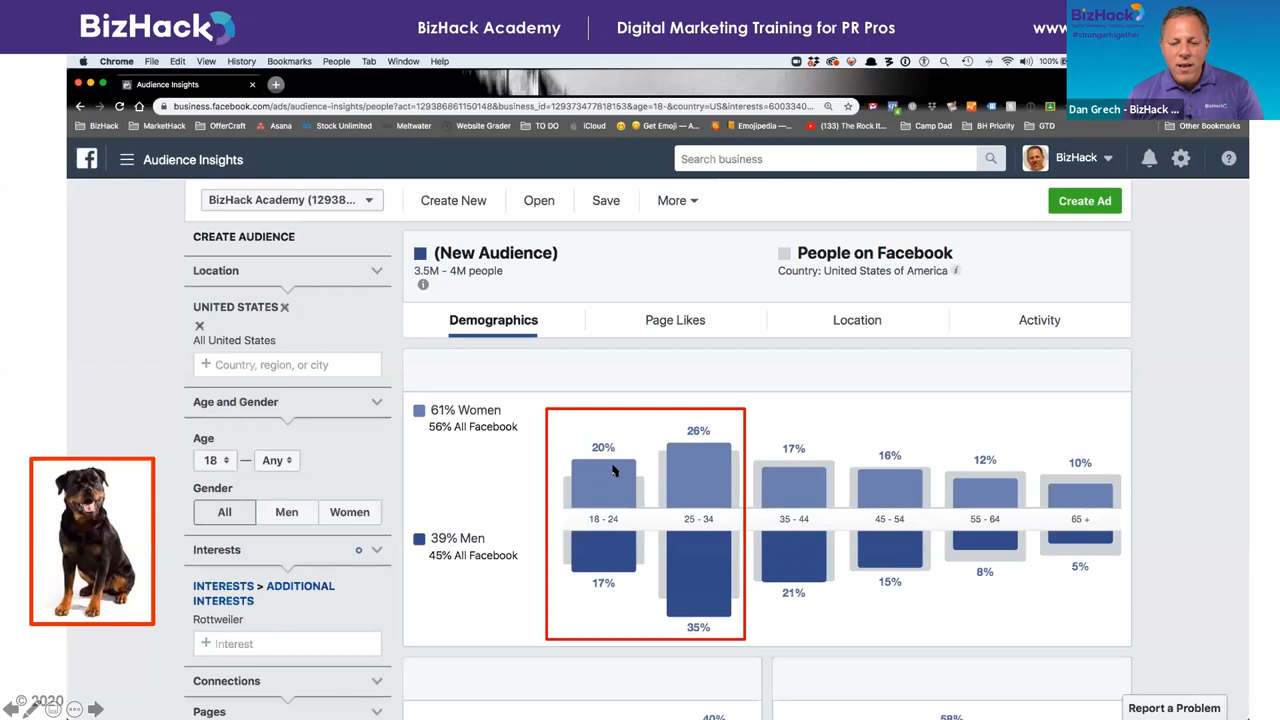 BizHack
BizHack Academy
Digital Marketing Training for PR Pros
www
BizHack
#strongertogether
Dan Grech - BizHack ...
Chrome File Edit View History Bookmarks People Tab Window Help
100%
Audience Insights
business.facebook.com/ads/audience-insights/people?act=129386861150148&business_id=129373477818153&age=18-&country=US&interests=6003340...
BizHack MarketHack OfferCraft Asana Stock Unlimited Meltwater Website Grader TO DO iCloud Get Emoji — A... Emojipedia —... (133) The Rock It... Camp Dad BH Priority GTD Other Bookmarks
Audience Insights
Search business
BizHack
BizHack Academy (12938...
Create New
Open
Save
More
Create Ad
CREATE AUDIENCE
Location
UNITED STATES
All United States
+ Country, region, or city
Age and Gender
Age
18 — Any
Gender
All Men Women
Interests
INTERESTS > ADDITIONAL
INTERESTS
Rottweiler
+ Interest
Connections
Pages
(New Audience)
3.5M - 4M people
People on Facebook
Country: United States of America
Demographics
Page Likes
Location
Activity
61% Women
56% All Facebook
20% 26% 17% 16% 12% 10%
18 - 24 25 - 34 35 - 44 45 - 54 55 - 64 65 +
39% Men
45% All Facebook
17% 35% 21% 15% 8% 5%
Report a Problem
© 2020